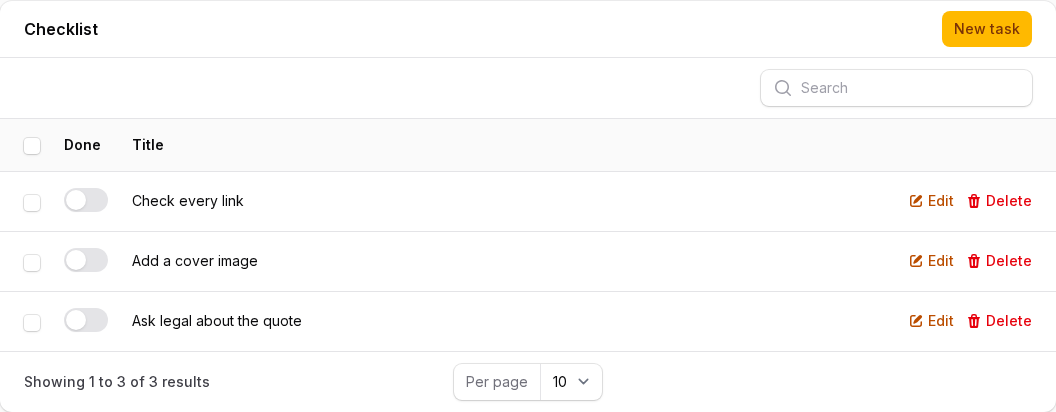 Checklist
New task
Search
Done Title
Check every link Edit Delete
Add a cover image Edit Delete
Ask legal about the quote Edit Delete
Showing 1 to 3 of 3 results Per page 10